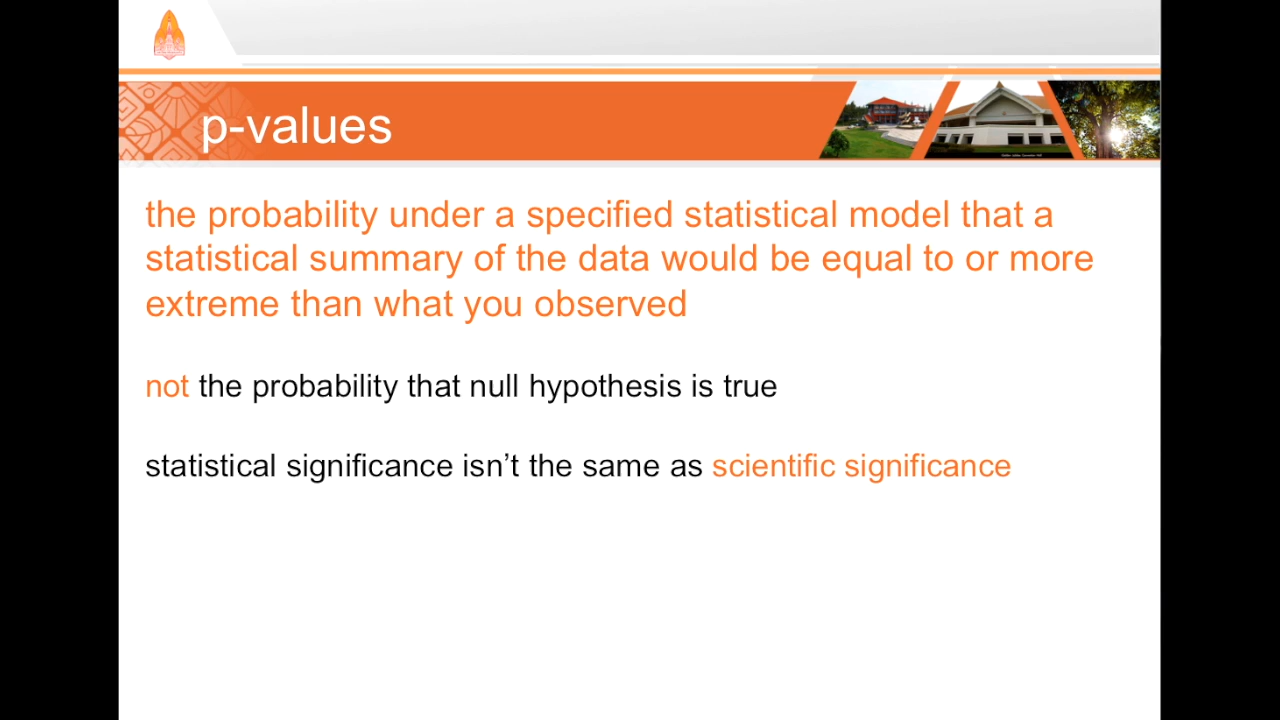 p-values
the probability under a specified statistical model that a
statistical summary of the data would be equal to or more
extreme than what you observed
not the probability that null hypothesis is true
statistical significance isn’t the same as scientific significance